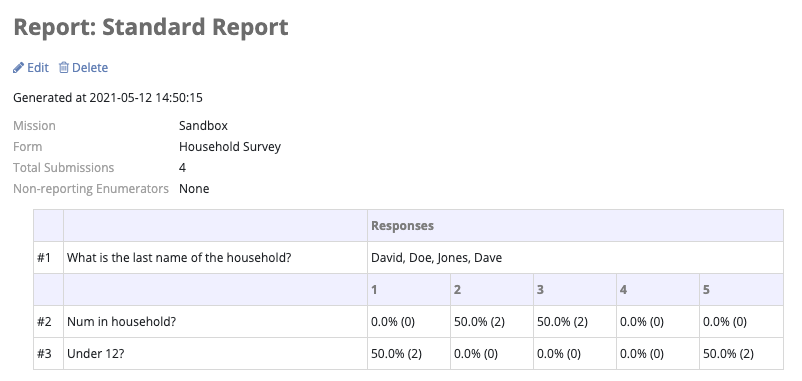 Report: Standard Report
Edit Delete
Generated at 2021-05-12 14:50:15
Mission Sandbox
Form Household Survey
Total Submissions 4
Non-reporting Enumerators None
Responses
#1 What is the last name of the household? David, Doe, Jones, Dave
1 2 3 4 5
#2 Num in household? 0.0% (0) 50.0% (2) 50.0% (2) 0.0% (0) 0.0% (0)
#3 Under 12? 50.0% (2) 0.0% (0) 0.0% (0) 0.0% (0) 50.0% (2)